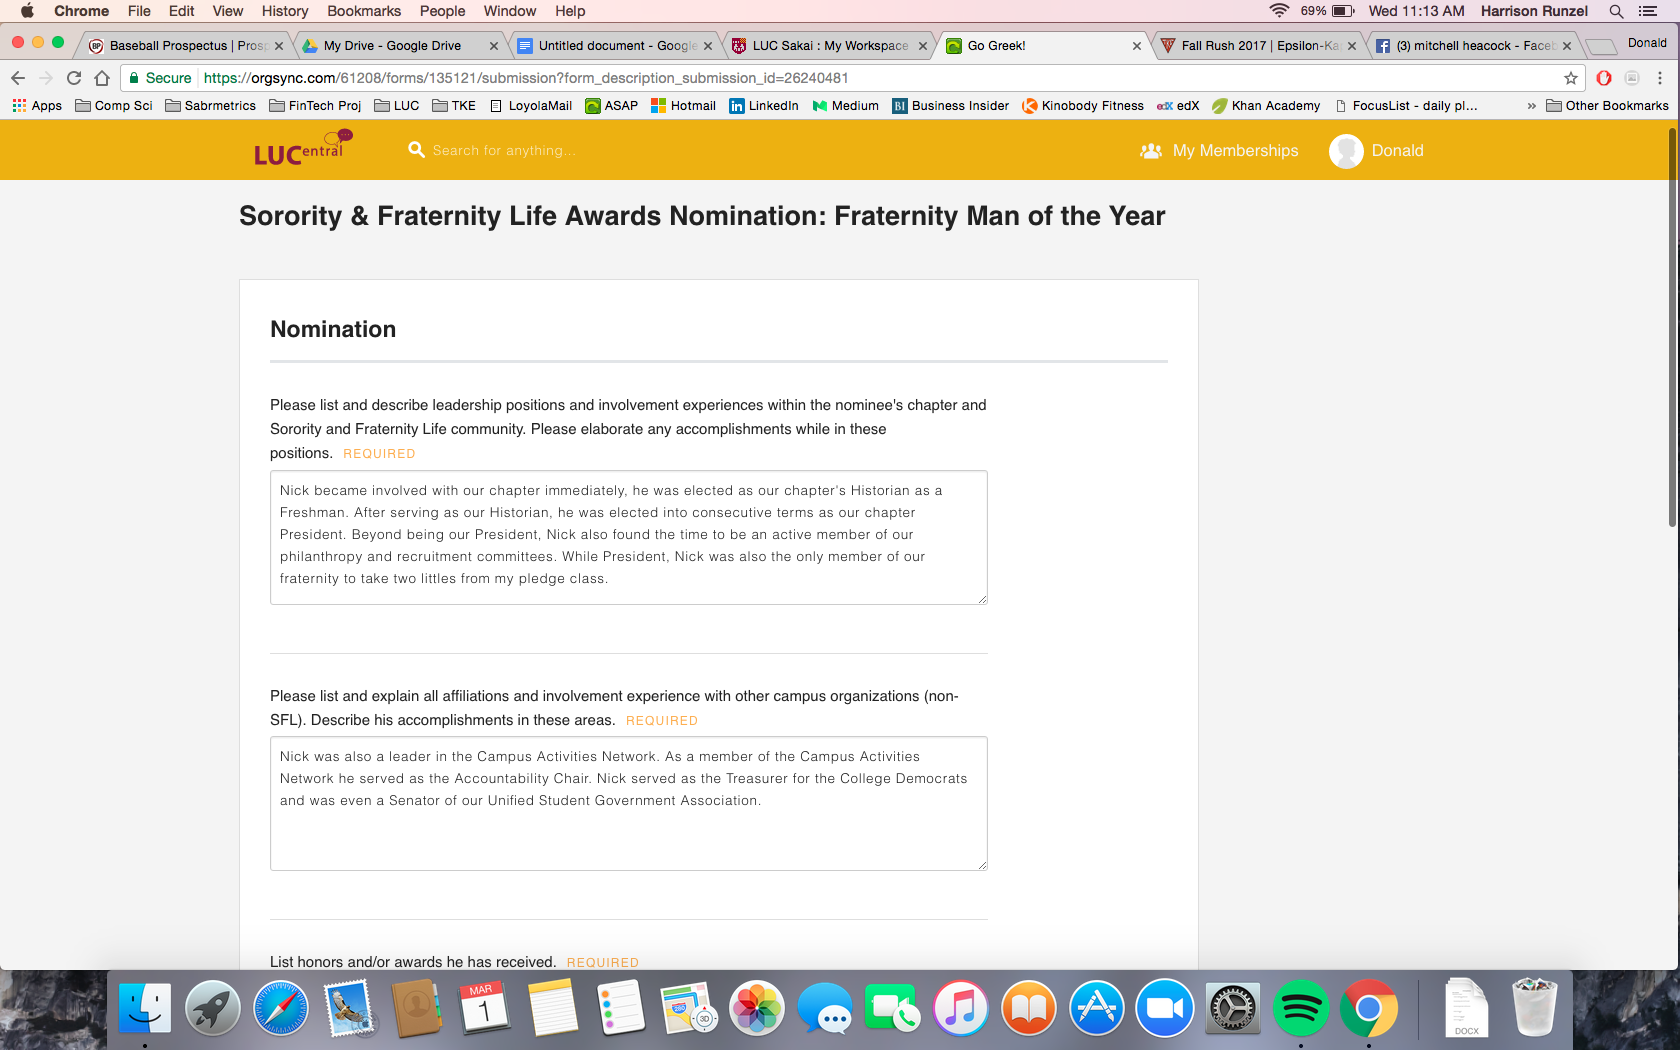 Chrome File Edit View History Bookmarks People Window Help 69% Wed 11:13 AM Harrison Runzel
Baseball Prospectus | Prosp My Drive - Google Drive Untitled document - Google LUC Sakai : My Workspace Go Greek! Fall Rush 2017 | Epsilon-Ka (3) mitchell heacock - Faceb Donald
Secure https://orgsync.com/61208/forms/135121/submission?form_description_submission_id=26240481
Apps Comp Sci Sabrmetrics FinTech Proj LUC TKE LoyolaMail ASAP Hotmail LinkedIn Medium Business Insider Kinobody Fitness edX Khan Academy FocusList - daily pl... » Other Bookmarks
LUCentral Search for anything... My Memberships Donald
Sorority & Fraternity Life Awards Nomination: Fraternity Man of the Year
Nomination
Please list and describe leadership positions and involvement experiences within the nominee's chapter and
Sorority and Fraternity Life community. Please elaborate any accomplishments while in these
positions. REQUIRED
Nick became involved with our chapter immediately, he was elected as our chapter's Historian as a
Freshman. After serving as our Historian, he was elected into consecutive terms as our chapter
President. Beyond being our President, Nick also found the time to be an active member of our
philanthropy and recruitment committees. While President, Nick was also the only member of our
fraternity to take two littles from my pledge class.
Please list and explain all affiliations and involvement experience with other campus organizations (non-
SFL). Describe his accomplishments in these areas. REQUIRED
Nick was also a leader in the Campus Activities Network. As a member of the Campus Activities
Network he served as the Accountability Chair. Nick served as the Treasurer for the College Democrats
and was even a Senator of our Unified Student Government Association.
List honors and/or awards he has received. REQUIRED
MAR
1
280
3D
DOCX